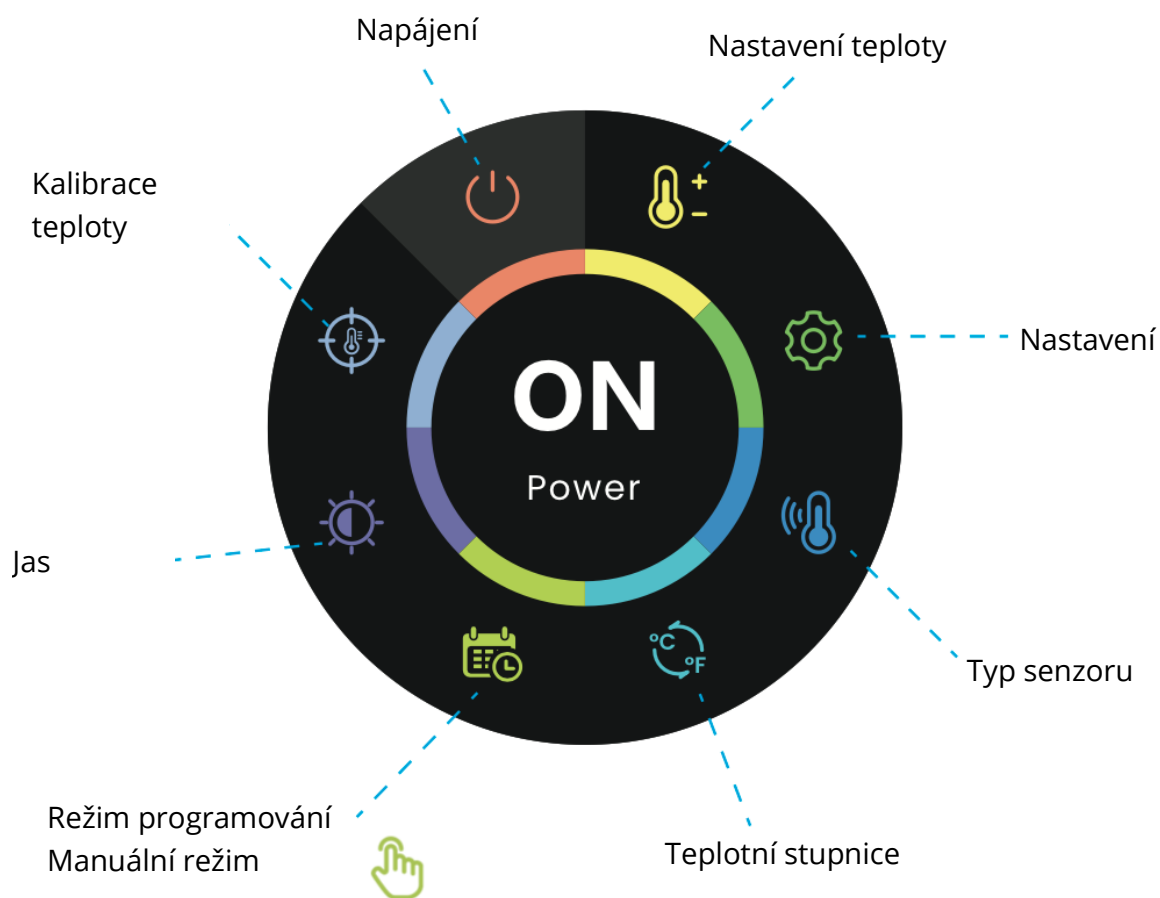 Napájení
Nastavení teploty
Kalibrace
teploty
ON
Power
Nastavení
Jas
°C
°F
Typ senzoru
Režim programování
Manuální režim
Teplotní stupnice